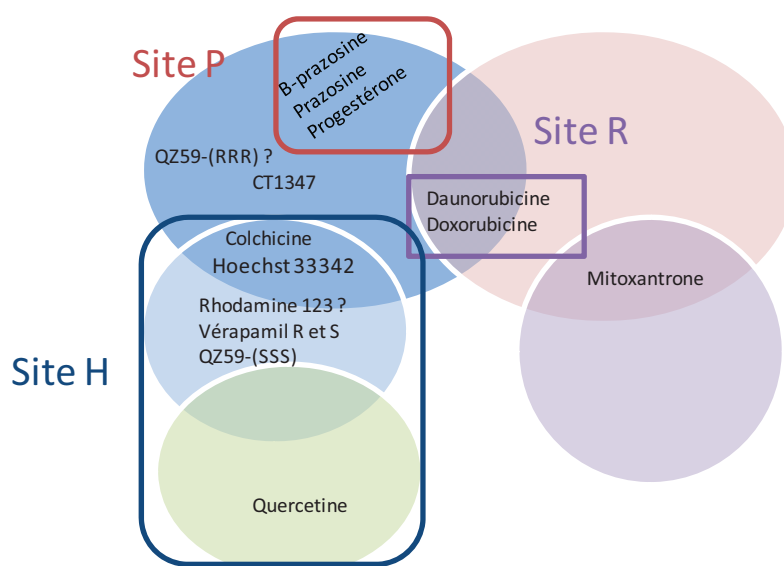 Site P
B-prazosine
Prazosine
Progestérone
Site R
QZ59-(RRR) ?
CT1347
Daunorubicine
Doxorubicine
Colchicine
Hoechst 33342
Mitoxantrone
Rhodamine 123 ?
Vérapamil R et S
QZ59-(SSS)
Site H
Quercetine